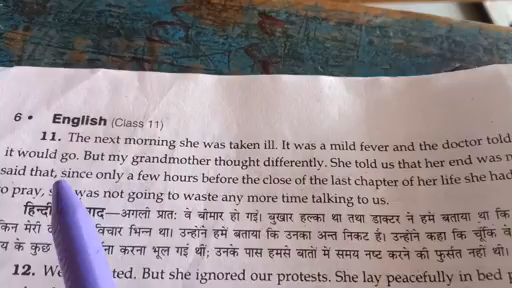 6 • English (Class 11)
11. The next morning she was taken ill. It was a mild fever and the doctor told
it would go. But my grandmother thought differently. She told us that her end was
said that, since only a few hours before the close of the last chapter of her life she had
to pray, was not going to waste any more time talking to us.
हिन्दी —अगली प्रातः वे बीमार हो गईं। बुखार हल्का था तथा डाक्टर ने हमें बताया था कि
मेरी विचार भिन्न था। उन्होंने हमें बताया कि उनका अन्त निकट है। उन्होंने कहा कि चूँकि वे
के कुछ करना भूल गई थीं; उनके पास हमसे बातों में समय नष्ट करने की फुर्सत नहीं थी।
12. We ted. But she ignored our protests. She lay peacefully in bed